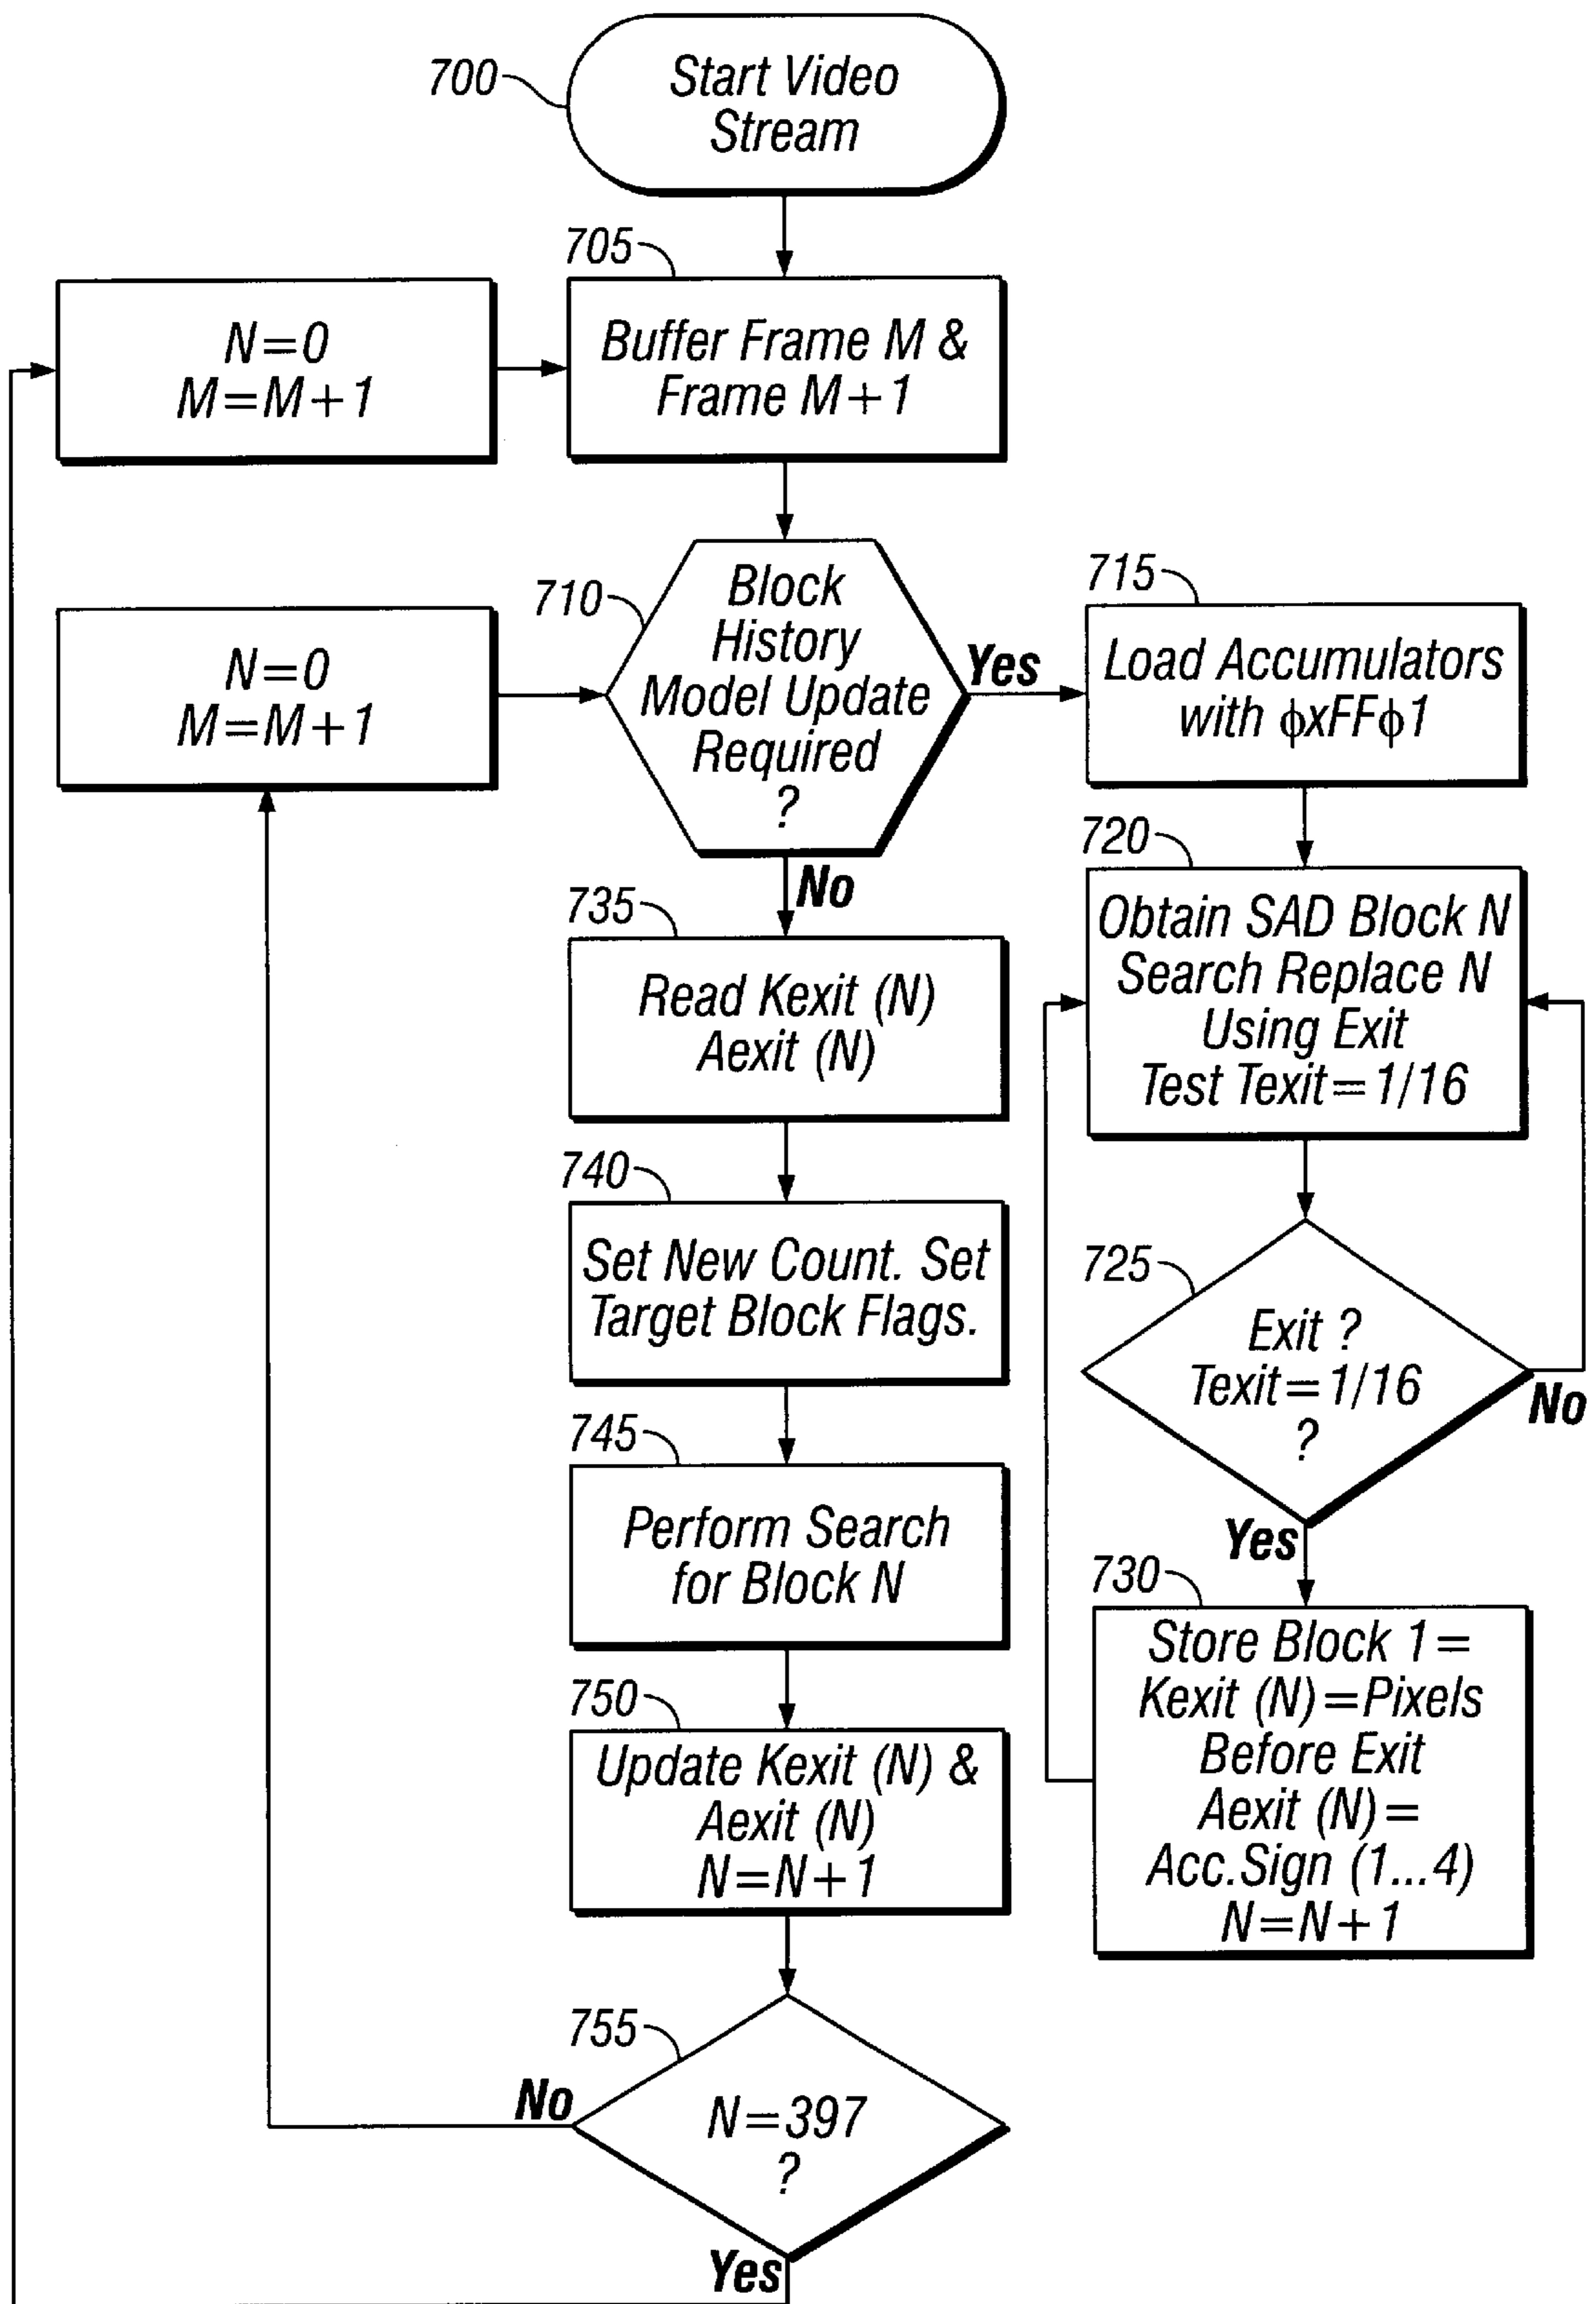 700
Start Video
Stream
705
N=0
M=M+1
Buffer Frame M &
Frame M+1
710
Block
History
Model Update
Required
?
Yes
No
N=0
M=M+1
715
Load Accumulators
with ϕxFFϕ1
720
Obtain SAD Block N
Search Replace N
Using Exit
Test Texit=1/16
725
Exit ?
Texit=1/16
?
No
Yes
730
Store Block 1=
Kexit (N)=Pixels
Before Exit
Aexit (N)=
Acc.Sign (1...4)
N=N+1
735
Read Kexit (N)
Aexit (N)
740
Set New Count. Set
Target Block Flags.
745
Perform Search
for Block N
750
Update Kexit (N) &
Aexit (N)
N=N+1
755
No
N=397
?
Yes